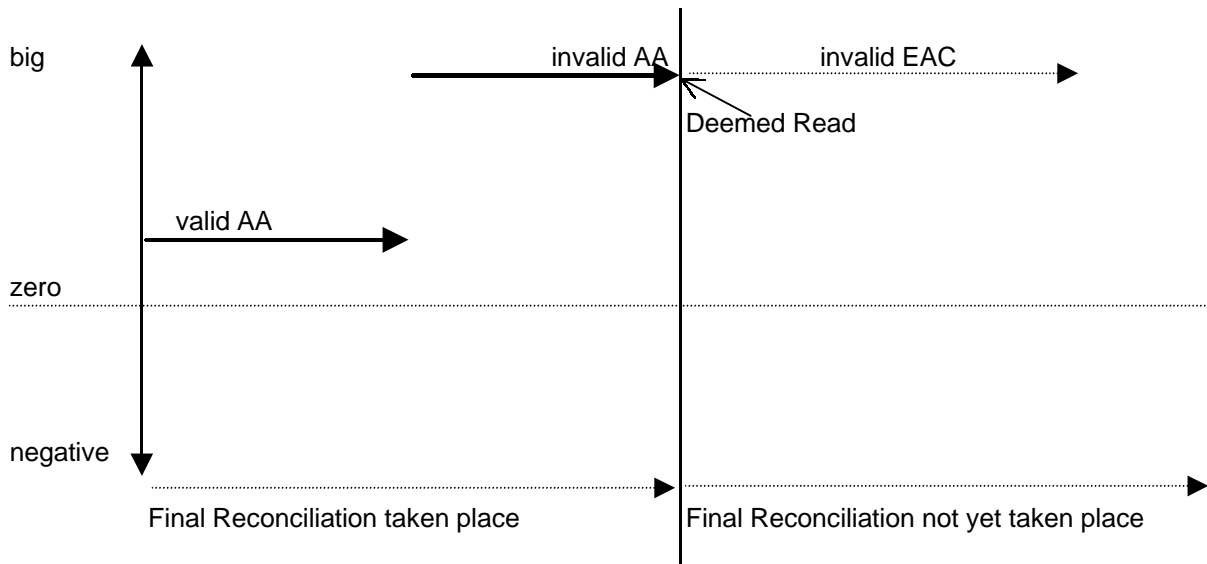 big
invalid AA
invalid EAC
Deemed Read
valid AA
zero
negative
Final Reconciliation taken place
Final Reconciliation not yet taken place